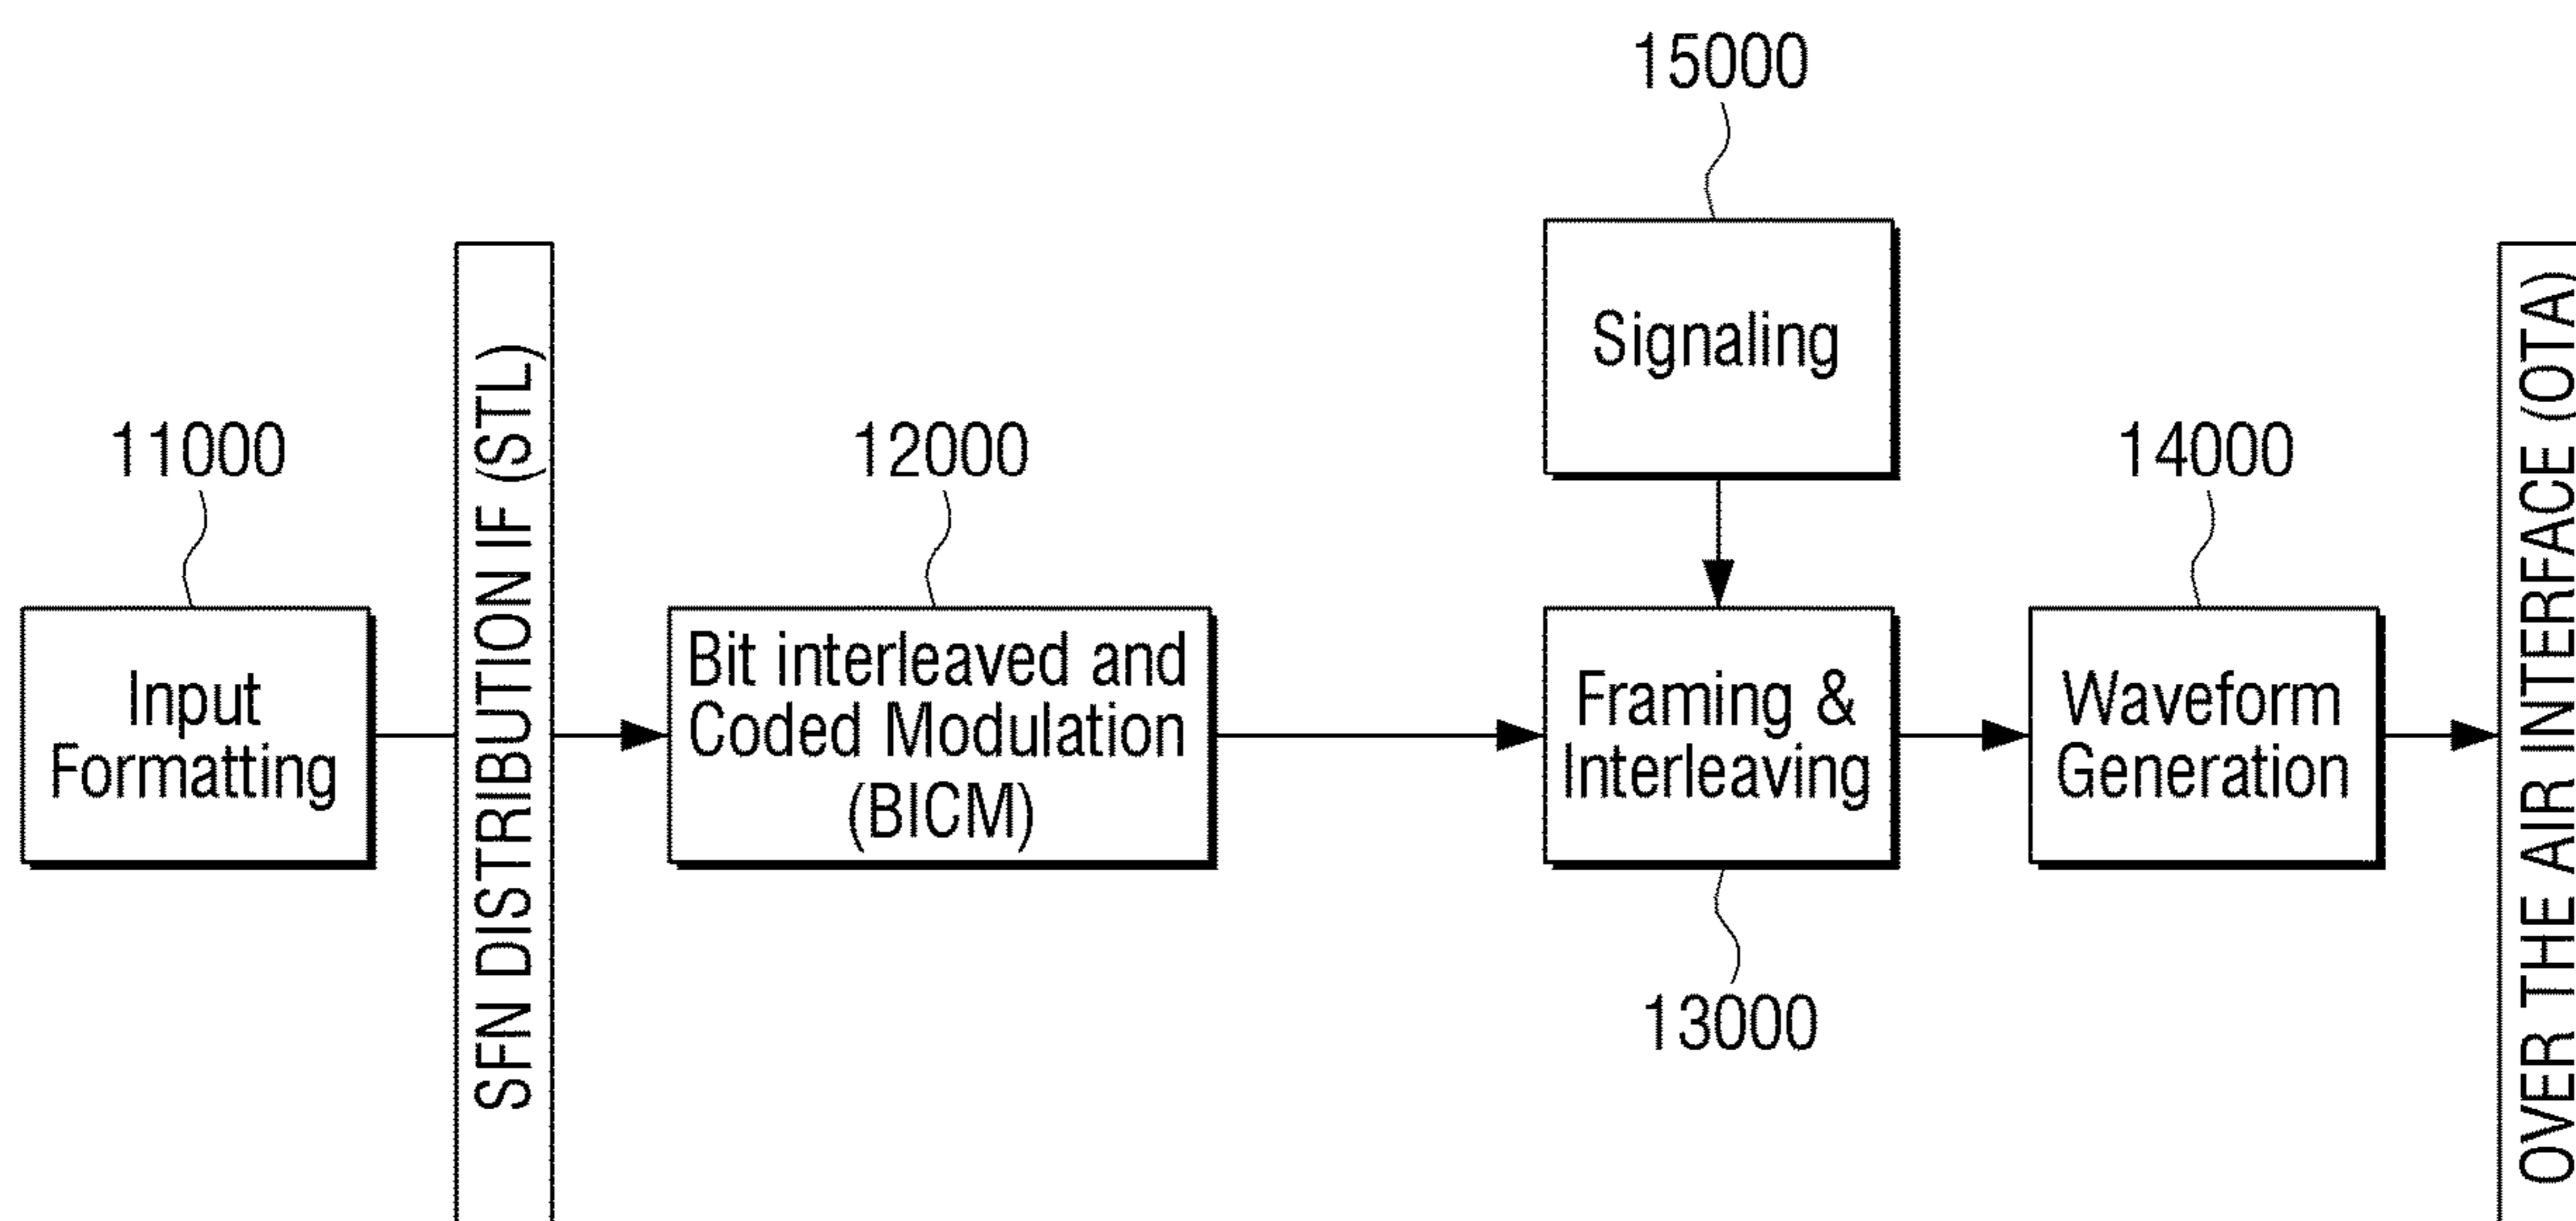 15000
Signaling
11000
Input
Formatting
SFN DISTRIBUTION IF (STL)
12000
Bit interleaved and
Coded Modulation
(BICM)
Framing &
Interleaving
13000
14000
Waveform
Generation
OVER THE AIR INTERFACE (OTA)